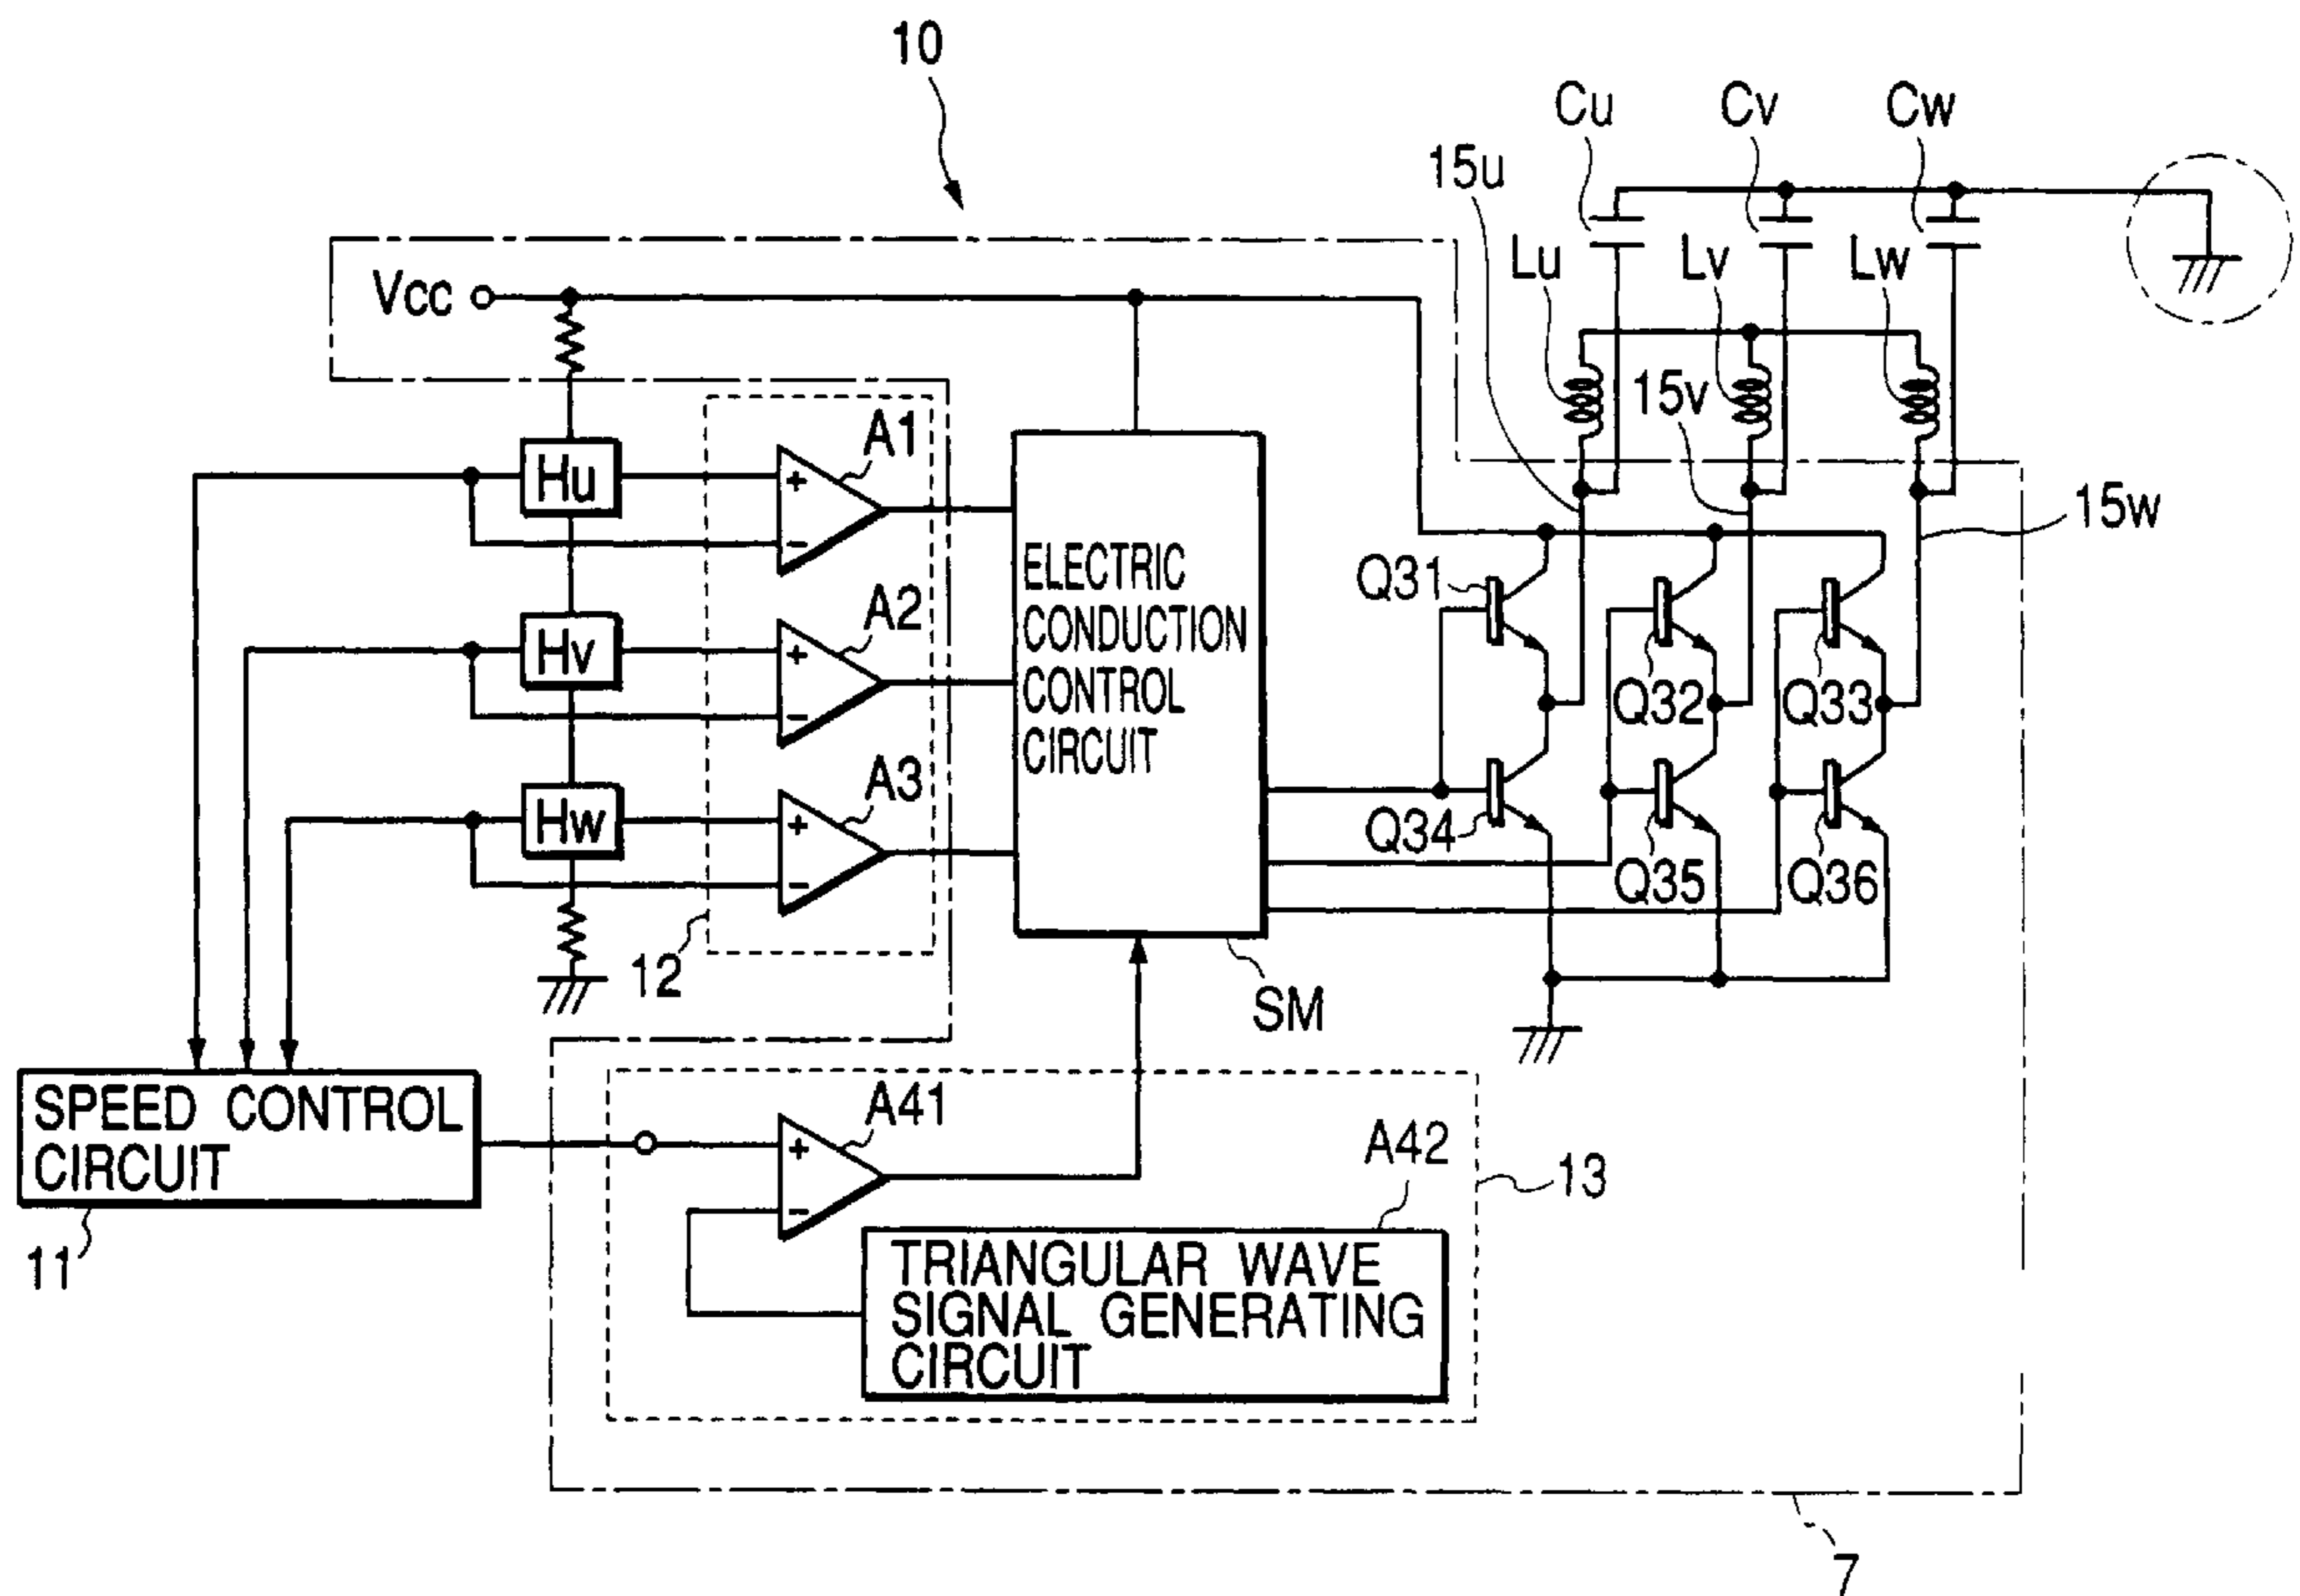 10
Cu
Cv
Cw
15u
Vcc
Lu
Lv
Lw
15v
A1
Hu
+
−
15w
ELECTRIC
CONDUCTION
CONTROL
CIRCUIT
Q31
A2
Hv
+
−
Q32
Q33
A3
Hw
+
−
Q34
Q35
Q36
12
SM
SPEED CONTROL
CIRCUIT
11
A41
+
−
A42
13
TRIANGULAR WAVE
SIGNAL GENERATING
CIRCUIT
7